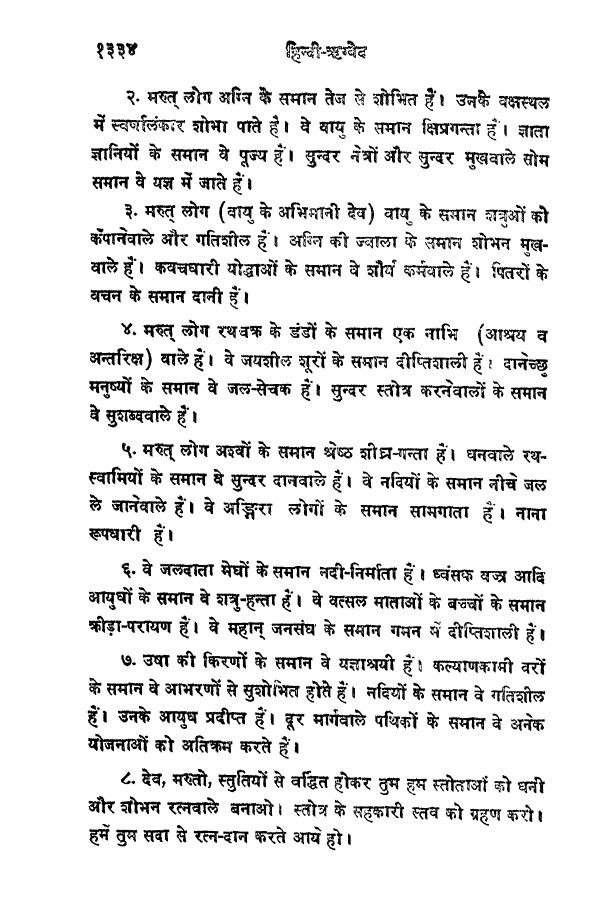 १३३४ हिन्दी-ऋग्वेद
२. मरुत् लोग अग्नि के समान तेज से शोभित हैं। उनके वक्षस्थल
में स्वर्णालंकार शोभा पाते हैं। वे वायु के समान क्षिप्रगन्ता हैं। ज्ञाता
ज्ञानियों के समान वे पूज्य हैं। सुन्दर नेत्रों और सुन्दर मुखवाले सोम
समान वे यज्ञ में जाते हैं।
३. मरुत् लोग (वायु के अभिमानी देव) वायु के समान शत्रुओं को
कँपानेवाले और गतिशील हैं। अग्नि की ज्वाला के समान शोभन मुख-
वाले हैं। कवचधारी योद्धाओं के समान वे शौर्य कर्मवाले हैं। पितरों के
वचन के समान दानी हैं।
४. मरुत् लोग रथचक्र के डंडों के समान एक नाभि (आश्रय व
अन्तरिक्ष) वाले हैं। वे जयशील शूरों के समान दीप्तिशाली हैं। दानेच्छु
मनुष्यों के समान वे जल-सेचक हैं। सुन्दर स्तोत्र करनेवालों के समान
वे सुशब्दवाले हैं।
५. मरुत् लोग अश्वों के समान श्रेष्ठ शीघ्र-गन्ता हैं। धनवाले रथ-
स्वामियों के समान वे सुन्दर दानवाले हैं। वे नदियों के समान नीचे जल
ले जानेवाले हैं। वे अङ्गिरा लोगों के समान सामगाता हैं। नाना
रूपधारी हैं।
६. वे जलदाता मेघों के समान नदी-निर्माता हैं। ध्वंसक वज्र आदि
आयुधों के समान वे शत्रु-हन्ता हैं। वे वत्सल माताओं के बच्चों के समान
क्रीड़ा-परायण हैं। वे महान् जनसंघ के समान गमन में दीप्तिशाली हैं।
७. उषा की किरणों के समान वे यज्ञाश्रयी हैं। कल्याणकामी वरों
के समान वे आभरणों से सुशोभित होते हैं। नदियों के समान वे गतिशील
हैं। उनके आयुध प्रदीप्त हैं। दूर मार्गवाले पथिकों के समान वे अनेक
योजनाओं को अतिक्रम करते हैं।
८. देव, मरुतो, स्तुतियों से वर्द्धित होकर तुम हम स्तोताओं को धनी
और शोभन रत्नवाले बनाओ। स्तोत्र के सहकारी स्तव को ग्रहण करो।
हमें तुम सदा से रत्न-दान करते आये हो।